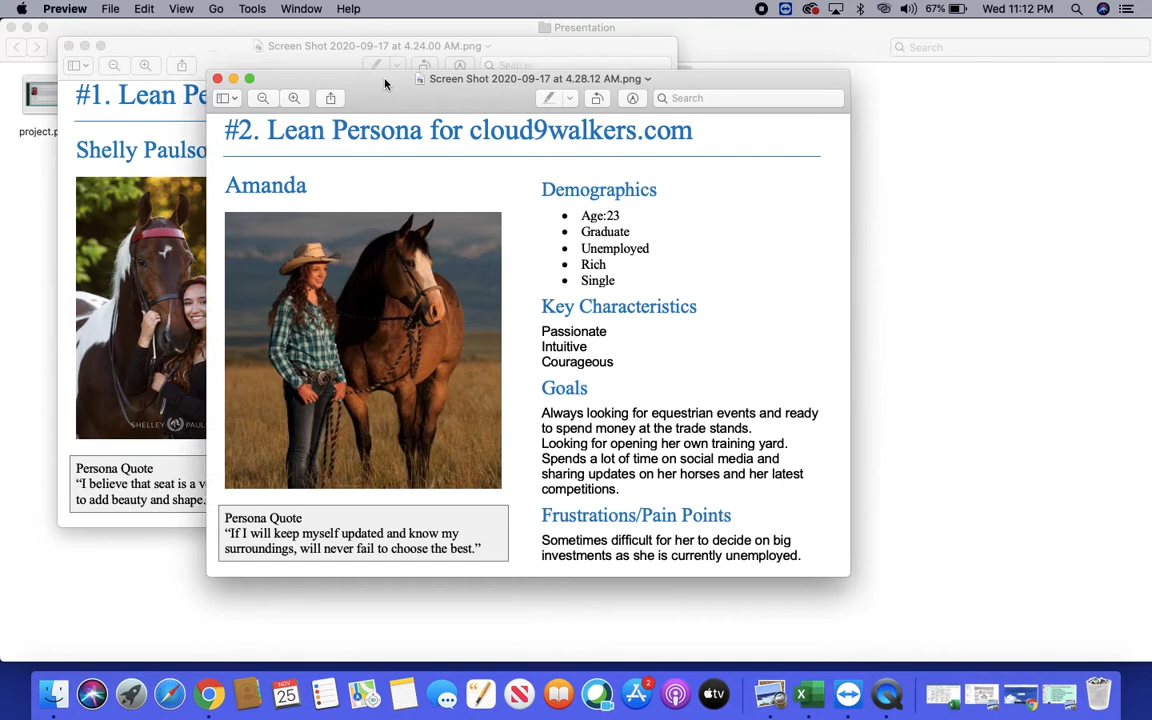 Preview File Edit View Go Tools Window Help
67% Wed 11:12 PM
Presentation
Search
Screen Shot 2020-09-17 at 4.24.00 AM.png
Search
Screen Shot 2020-09-17 at 4.28.12 AM.png
Search
project.p
#1. Lean Pe
Shelly Paulso
SHELLEY PAULS
Persona Quote
“I believe that seat is a v
to add beauty and shape.
#2. Lean Persona for cloud9walkers.com
Amanda
Persona Quote
“If I will keep myself updated and know my
surroundings, will never fail to choose the best.”
Demographics
• Age:23
• Graduate
• Unemployed
• Rich
• Single
Key Characteristics
Passionate
Intuitive
Courageous
Goals
Always looking for equestrian events and ready
to spend money at the trade stands.
Looking for opening her own training yard.
Spends a lot of time on social media and
sharing updates on her horses and her latest
competitions.
Frustrations/Pain Points
Sometimes difficult for her to decide on big
investments as she is currently unemployed.
NOV
25
2
tv